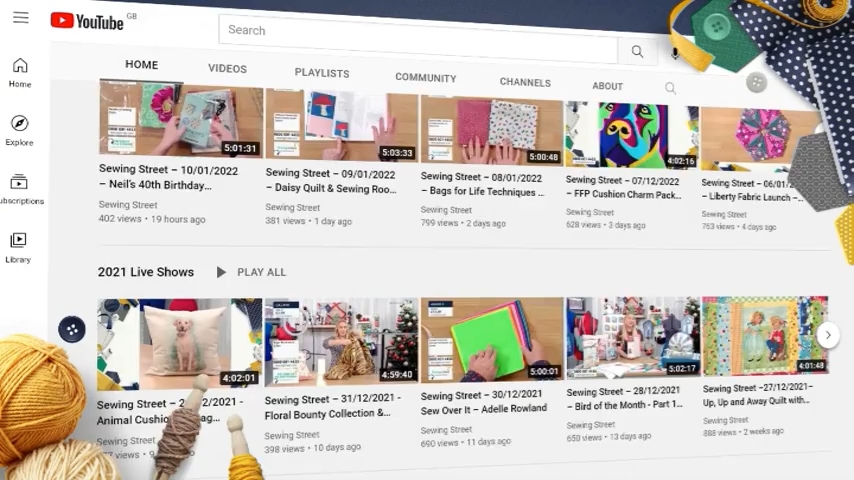 YouTube GB
Search
HOME VIDEOS PLAYLISTS COMMUNITY CHANNELS ABOUT
Home
Explore
ubscriptions
Library
5:01:31 5:03:33 5:00:48 4:02:16
Sewing Street – 10/01/2022
– Neil's 40th Birthday...
Sewing Street
402 views • 19 hours ago
Sewing Street – 09/01/2022
– Daisy Quilt & Sewing Roo...
Sewing Street
381 views • 1 day ago
Sewing Street – 08/01/2022
– Bags for Life Techniques ...
Sewing Street
799 views • 2 days ago
Sewing Street – 07/12/2022
– FFP Cushion Charm Pack...
Sewing Street
628 views • 3 days ago
Sewing Street – 06/01/
– Liberty Fabric Launch –...
Sewing Street
763 views • 4 days ago
2021 Live Shows PLAY ALL
4:02:01 4:59:40 5:00:01 5:02:17 4:01:48
Sewing Street – /12/2021 -
Animal Cushio
Sewing Street
Sewing Street – 31/12/2021 -
Floral Bounty Collection &...
Sewing Street
398 views • 10 days ago
Sewing Street – 30/12/2021
Sew Over It – Adelle Rowland
Sewing Street
690 views • 11 days ago
Sewing Street – 28/12/2021
– Bird of the Month - Part 1...
Sewing Street
650 views • 13 days ago
Sewing Street –27/12/2021-
Up, Up and Away Quilt with...
Sewing Street
888 views • 2 weeks ago